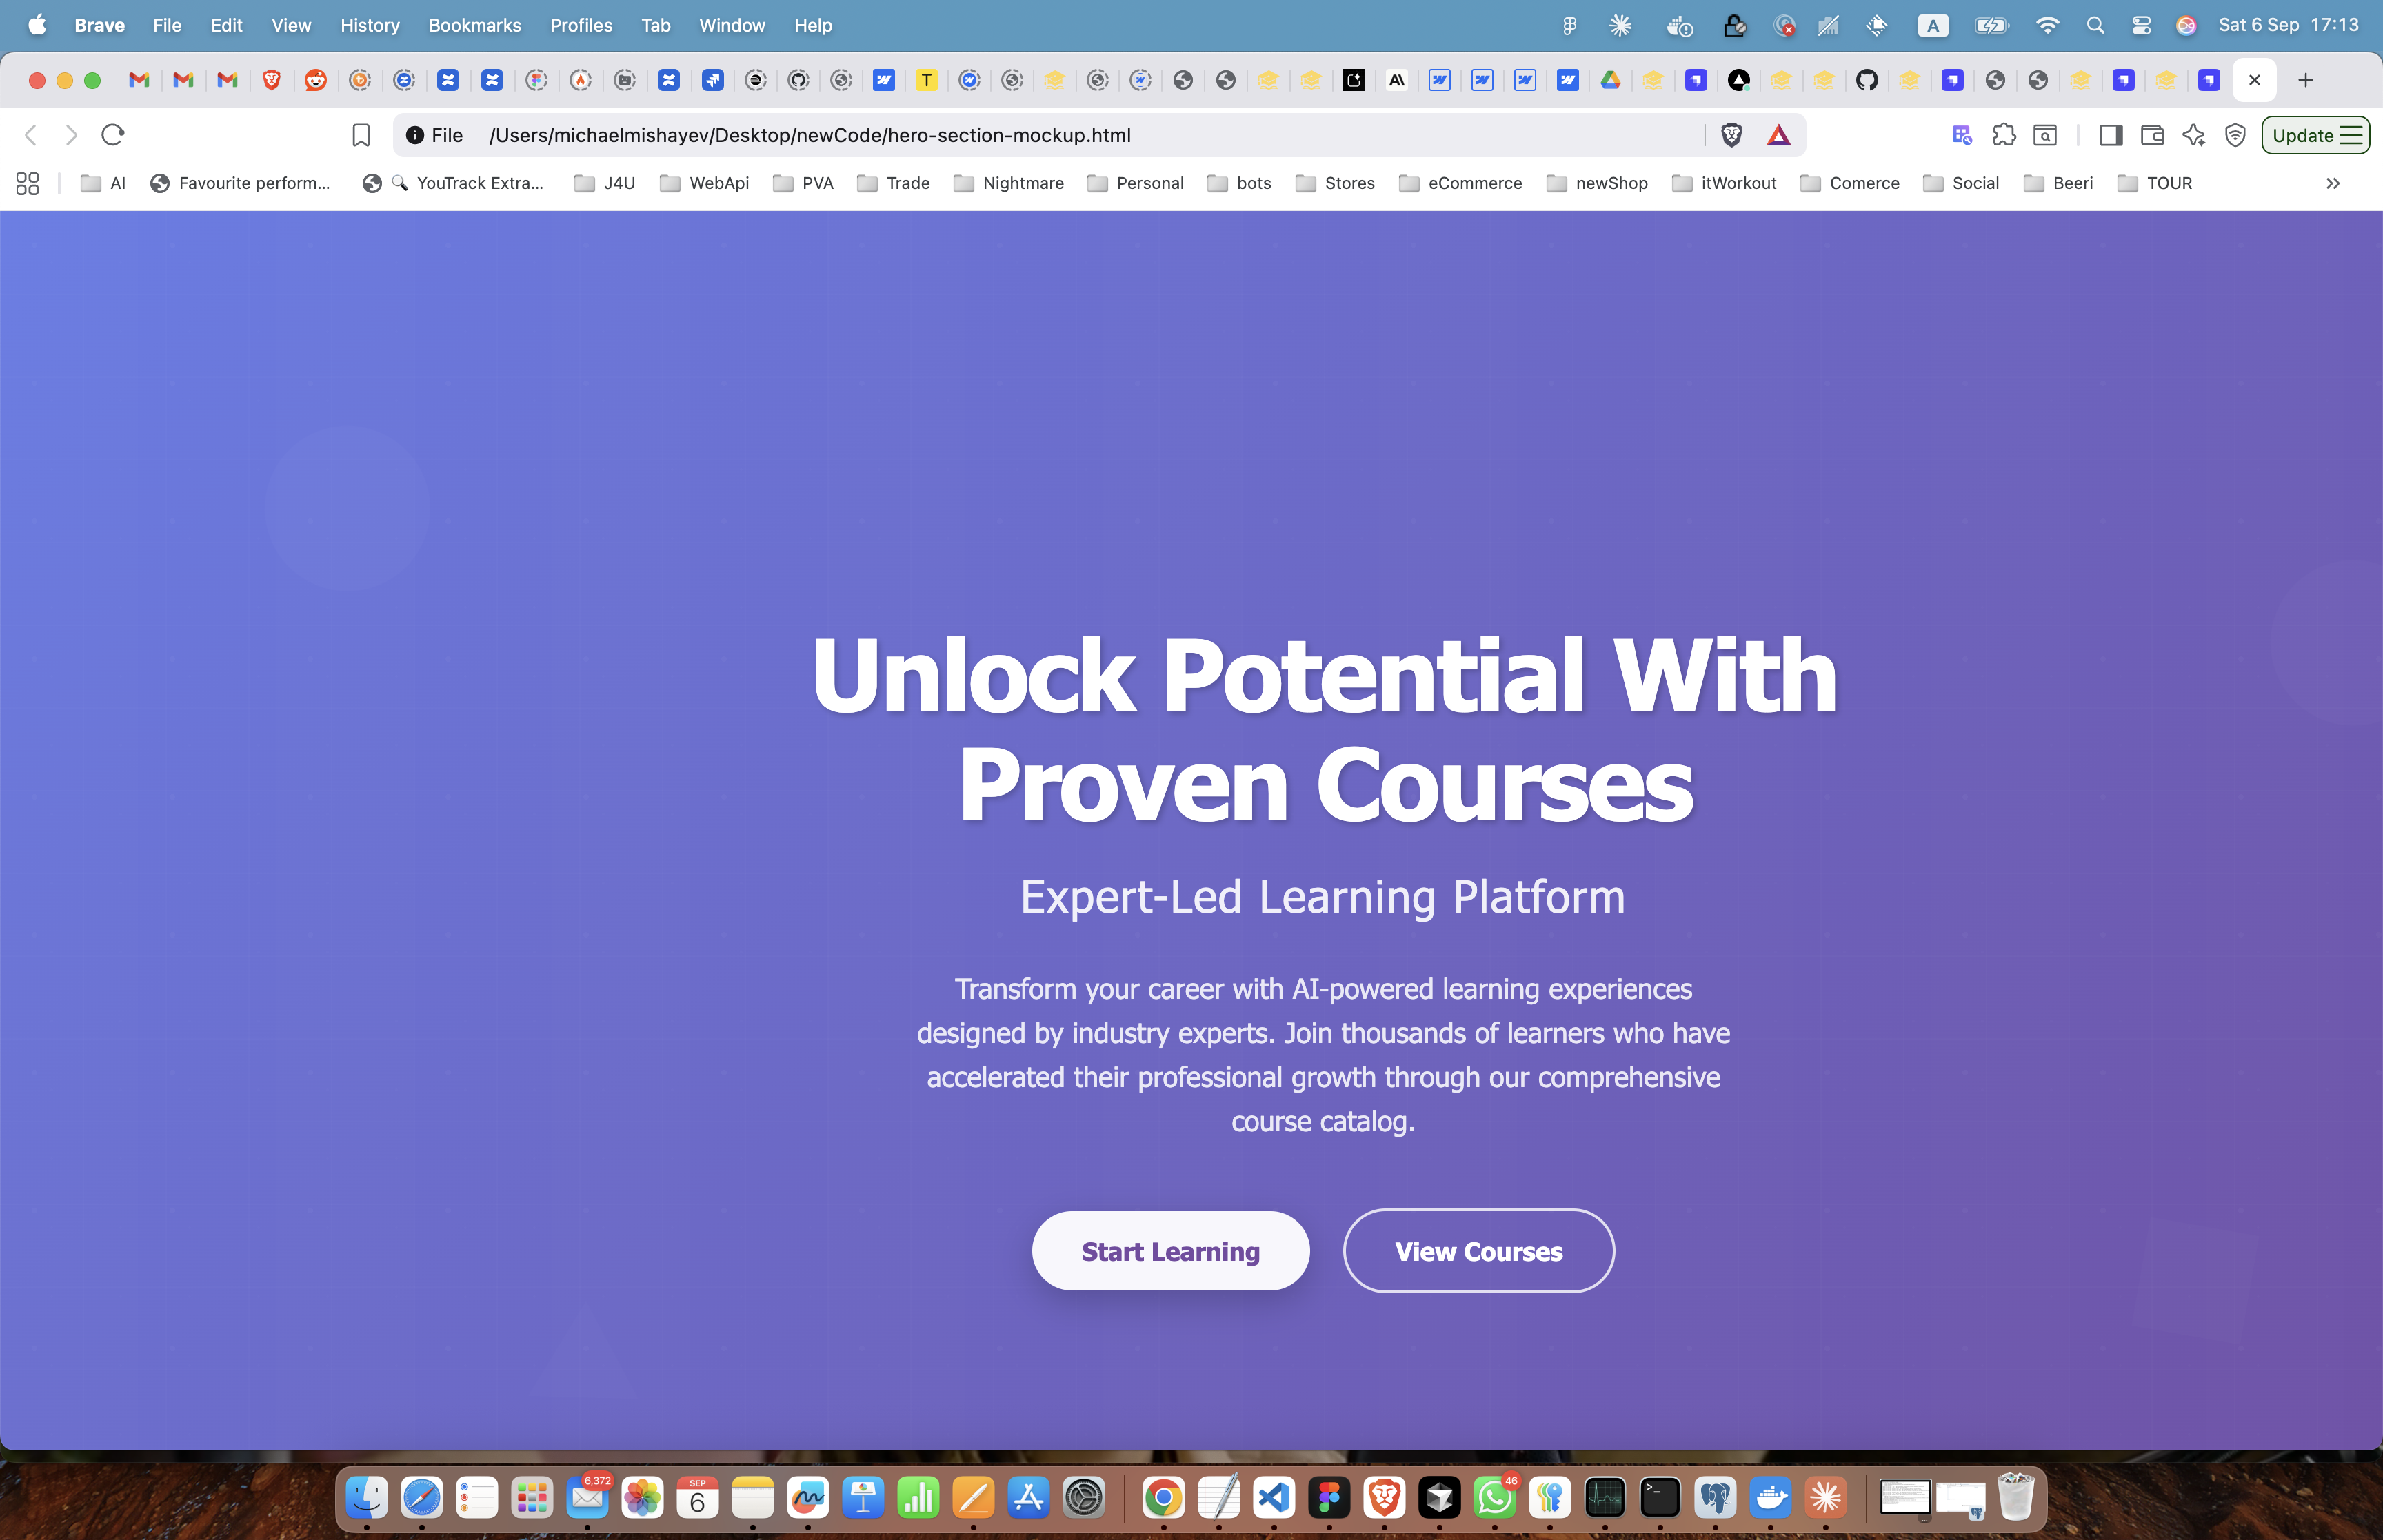 Brave File Edit View History Bookmarks Profiles Tab Window Help A Sat 6 Sep 17:13
T A\
File /Users/michaelmishayev/Desktop/newCode/hero-section-mockup.html Update
AI Favourite perform... YouTrack Extra... J4U WebApi PVA Trade Nightmare Personal bots Stores eCommerce newShop itWorkout Comerce Social Beeri TOUR
Unlock Potential With
Proven Courses
Expert-Led Learning Platform
Transform your career with AI-powered learning experiences
designed by industry experts. Join thousands of learners who have
accelerated their professional growth through our comprehensive
course catalog.
Start Learning View Courses
6,372 SEP 6 46